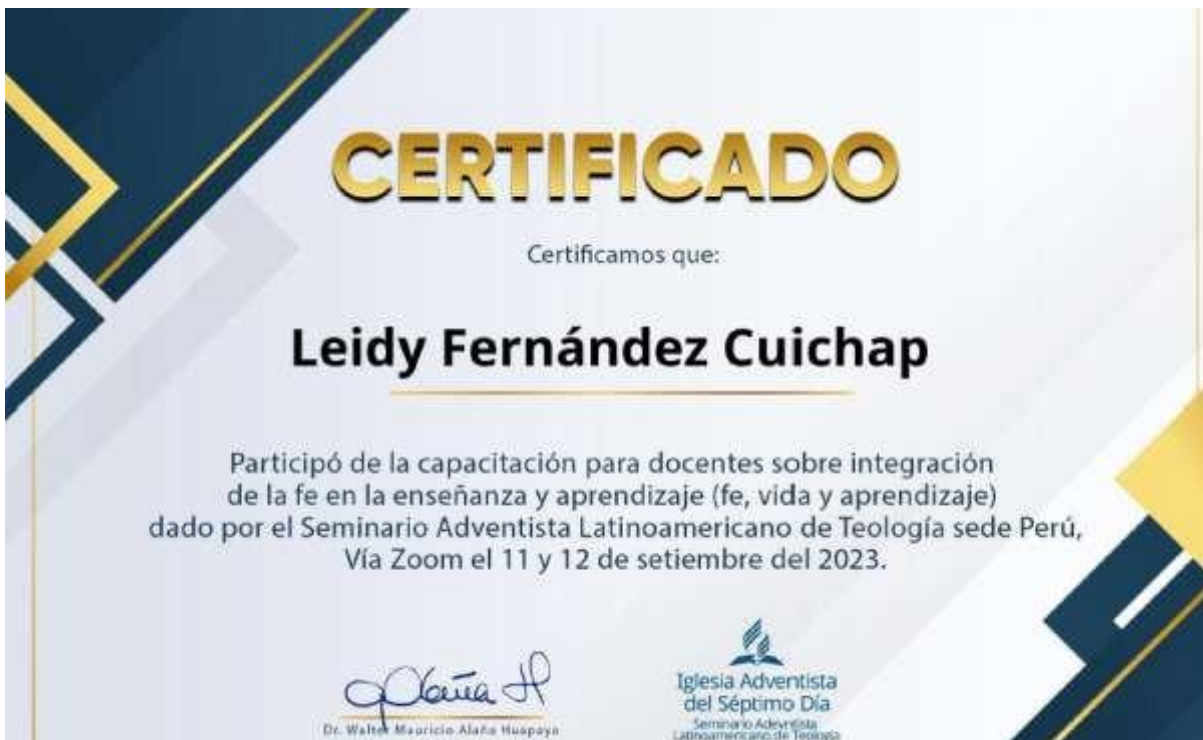 CERTIFICADO
Certificamos que:
Leidy Fernández Cuichap
Participó de la capacitación para docentes sobre integración
de la fe en la enseñanza y aprendizaje (fe, vida y aprendizaje)
dado por el Seminario Adventista Latinoamericano de Teología sede Perú,
Vía Zoom el 11 y 12 de setiembre del 2023.
Dr. Walter Mauricio Alaña Huapaya
Iglesia Adventista
del Séptimo Día
Seminario Adventista
Latinoamericano de Teología